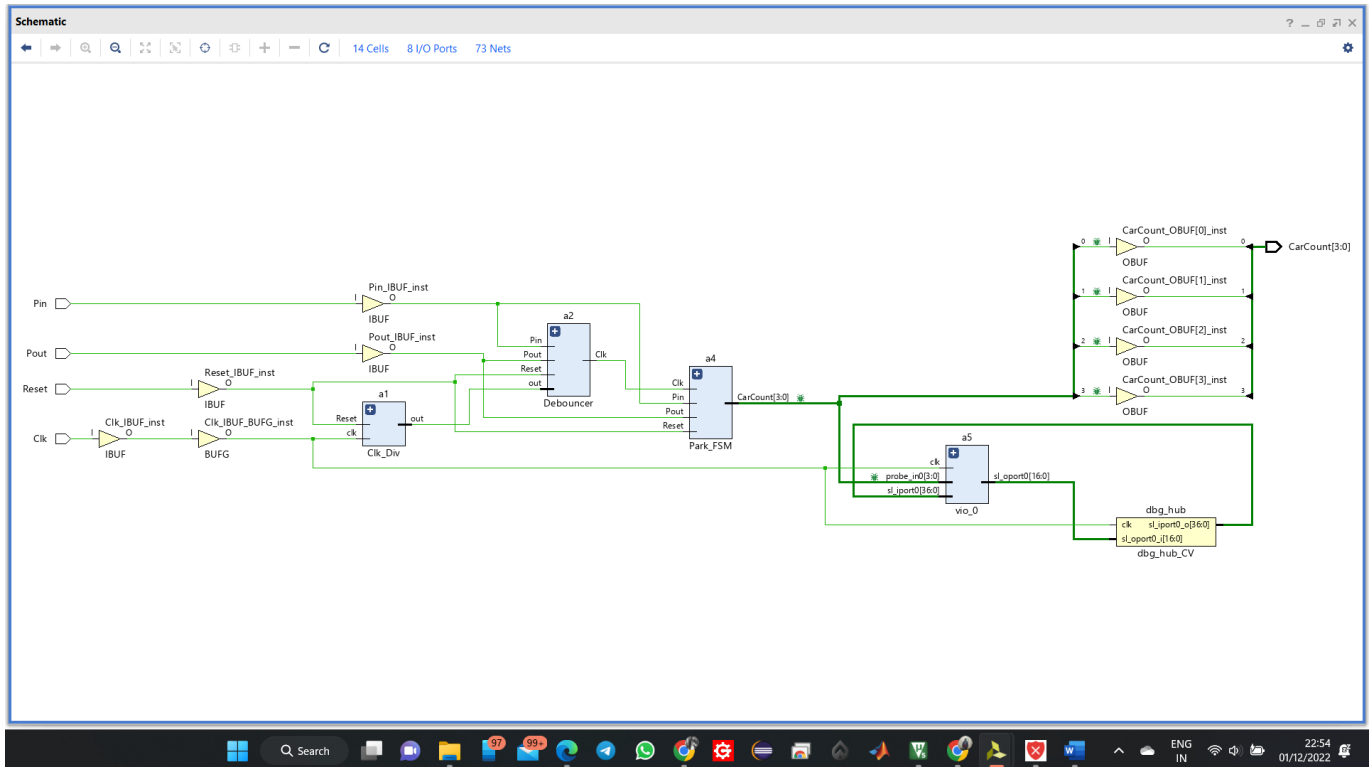 Schematic
14 Cells 8 I/O Ports 73 Nets
CarCount_OBUF[0]_inst
0 I O 0
OBUF
CarCount[3:0]
CarCount_OBUF[1]_inst
1 I O 1
OBUF
CarCount_OBUF[2]_inst
2 I O 2
OBUF
CarCount_OBUF[3]_inst
3 I O 3
OBUF
Pin
Pin_IBUF_inst
I O
IBUF
Pout
Pout_IBUF_inst
I O
IBUF
Reset
Reset_IBUF_inst
I O
IBUF
Clk
Clk_IBUF_inst
I O
IBUF
Clk_IBUF_BUFG_inst
I O
BUFG
a1
Reset out
clk
Clk_Div
a2
Pin
Pout Clk
Reset
out
Debouncer
a4
Clk
Pin CarCount[3:0]
Pout
Reset
Park_FSM
a5
clk
probe_in0[3:0] sl_oport0[16:0]
sl_iport0[36:0]
vio_0
dbg_hub
clk sl_iport0_o[36:0]
sl_oport0_i[16:0]
dbg_hub_CV
Search
97
99+
ENG
IN
22:54
01/12/2022